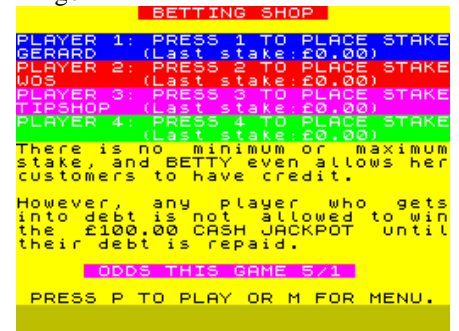 BETTING SHOP
PLAYER 1: PRESS 1 TO PLACE STAKE
GERARD (Last stake:£0.00)
PLAYER 2: PRESS 2 TO PLACE STAKE
WOS (Last stake:£0.00)
PLAYER 3: PRESS 3 TO PLACE STAKE
TIPSHOP (Last stake:£0.00)
PLAYER 4: PRESS 4 TO PLACE STAKE
(Last stake:£0.00)
There is no minimum or maximum
stake, and BETTY even allows her
customers to have credit.
However, any player who gets
into debt is not allowed to win
the £100.00 CASH JACKPOT until
their debt is repaid.
ODDS THIS GAME 5/1
PRESS P TO PLAY OR M FOR MENU.